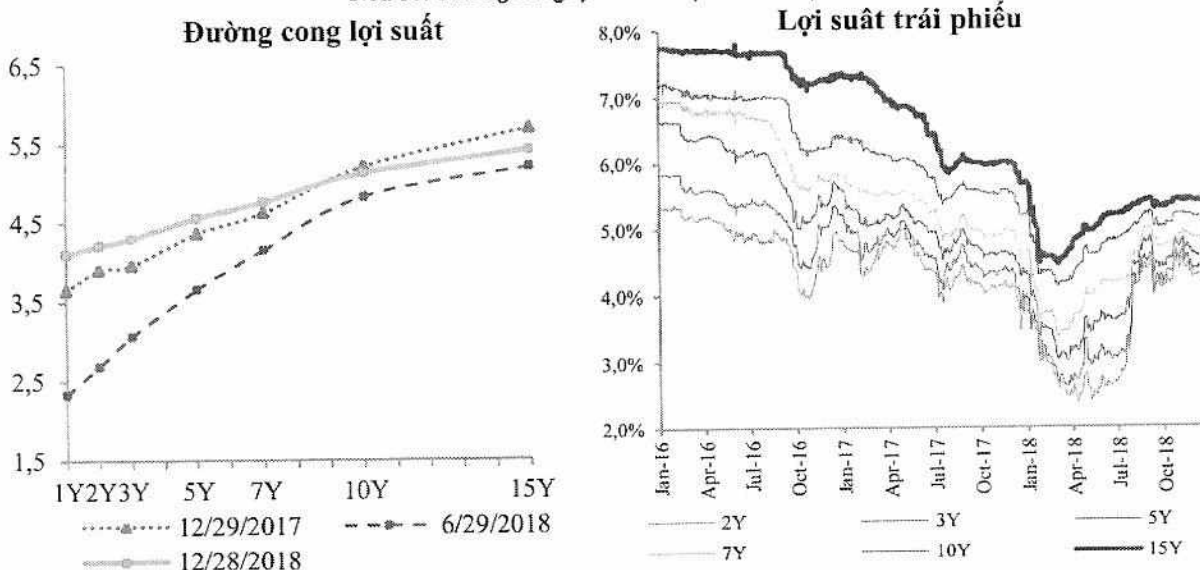 Đường cong lợi suất
6,5
5,5
4,5
3,5
2,5
1,5
1Y 2Y 3Y 5Y 7Y 10Y 15Y
12/29/2017 6/29/2018
12/28/2018
Lợi suât trái phiếu
8,0%
7,0%
6,0%
5,0%
4,0%
3,0%
2,0%
Jan-16 Apr-16 Jul-16 Oct-16 Jan-17 Apr-17 Jul-17 Oct-17 Jan-18 Apr-18 Jul-18 Oct-18
2Y 3Y 5Y
7Y 10Y 15Y